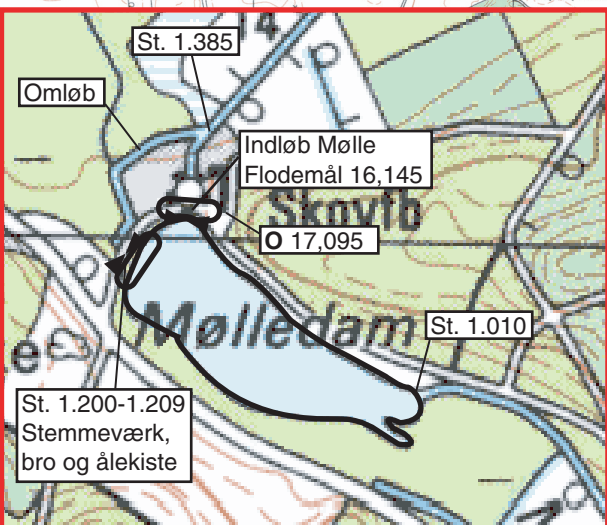 St. 1.385
Omløb
Indløb Mølle
Flodemål 16,145
Skovfb
O 17,095
Mølledam
St. 1.010
e
St. 1.200-1.209
Stemmeværk,
bro og ålekiste